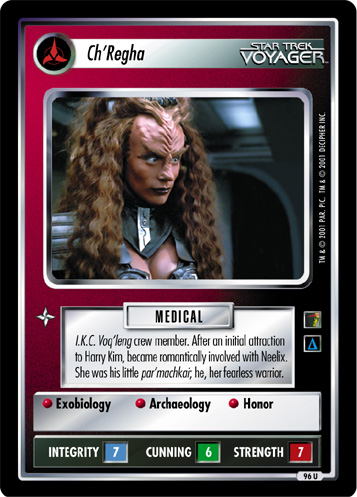 Ch'Regha
STAR TREK
VOYAGER
TM & © 2001 PAR. PIC. TM & © 2001 DECIPHER INC.
MEDICAL
I.K.C. Voq'leng crew member. After an initial attraction
to Harry Kim, became romantically involved with Neelix.
She was his little par'machkai; he, her fearless warrior.
Exobiology Archaeology Honor
INTEGRITY 7 CUNNING 6 STRENGTH 7
96 U